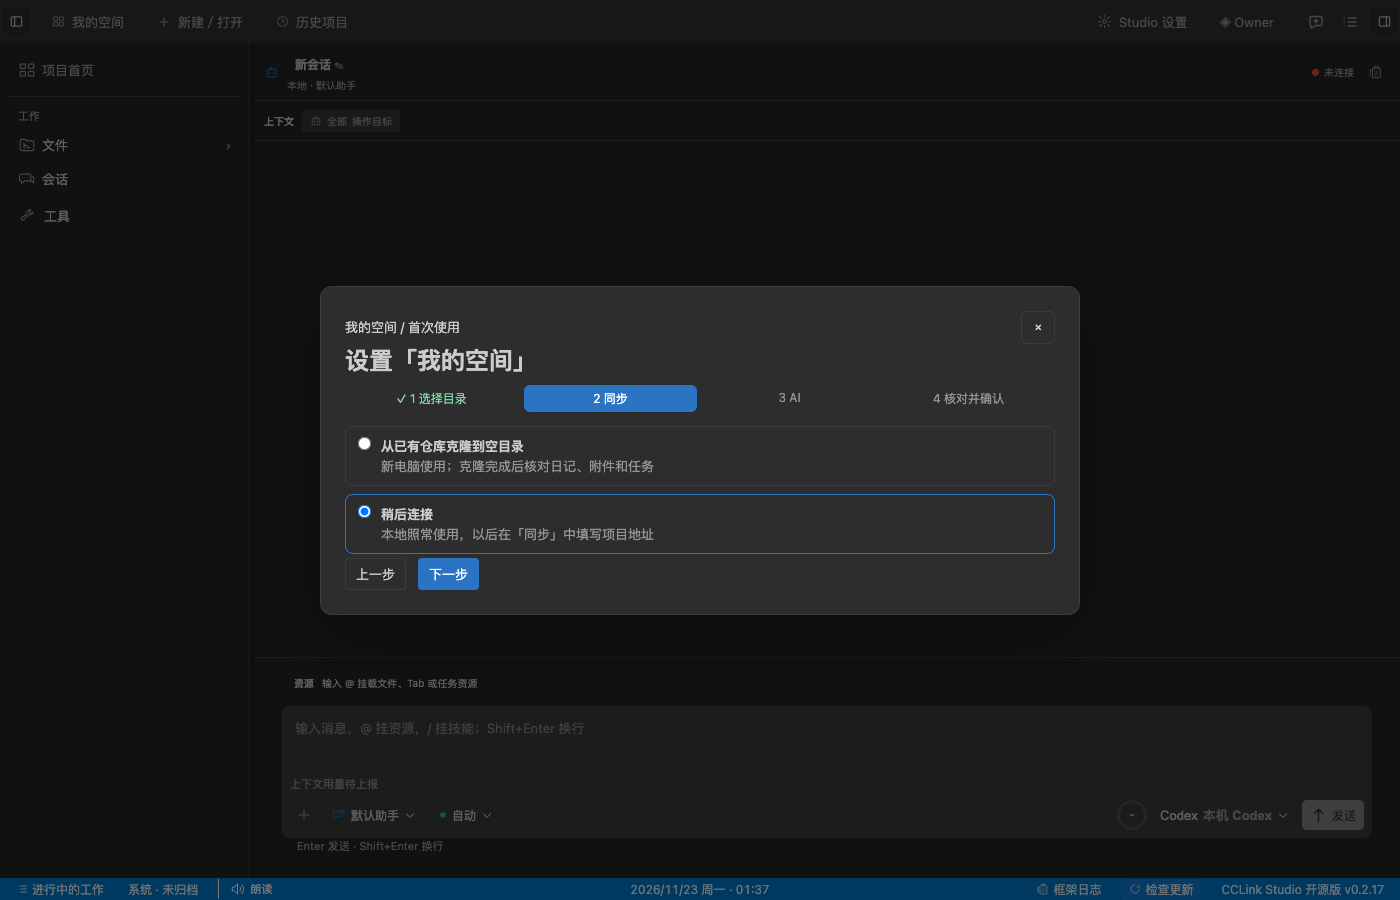 我的空间
新建 / 打开
历史项目
Studio 设置
Owner
项目首页
工作
文件
会话
工具
新会话
本地 · 默认助手
未连接
上下文
全部 操作目标
我的空间 / 首次使用
×
设置「我的空间」
✓ 1 选择目录
2 同步
3 AI
4 核对并确认
从已有仓库克隆到空目录
新电脑使用；克隆完成后核对日记、附件和任务
稍后连接
本地照常使用，以后在「同步」中填写项目地址
上一步
下一步
资源 输入 @ 挂载文件、Tab 或任务资源
输入消息，@ 挂资源，/ 挂技能；Shift+Enter 换行
上下文用量待上报
默认助手
自动
-
Codex 本机 Codex
发送
Enter 发送 · Shift+Enter 换行
进行中的工作
系统 · 未归档
朗读
2026/11/23 周一 · 01:37
框架日志
检查更新
CCLink Studio 开源版 v0.2.17